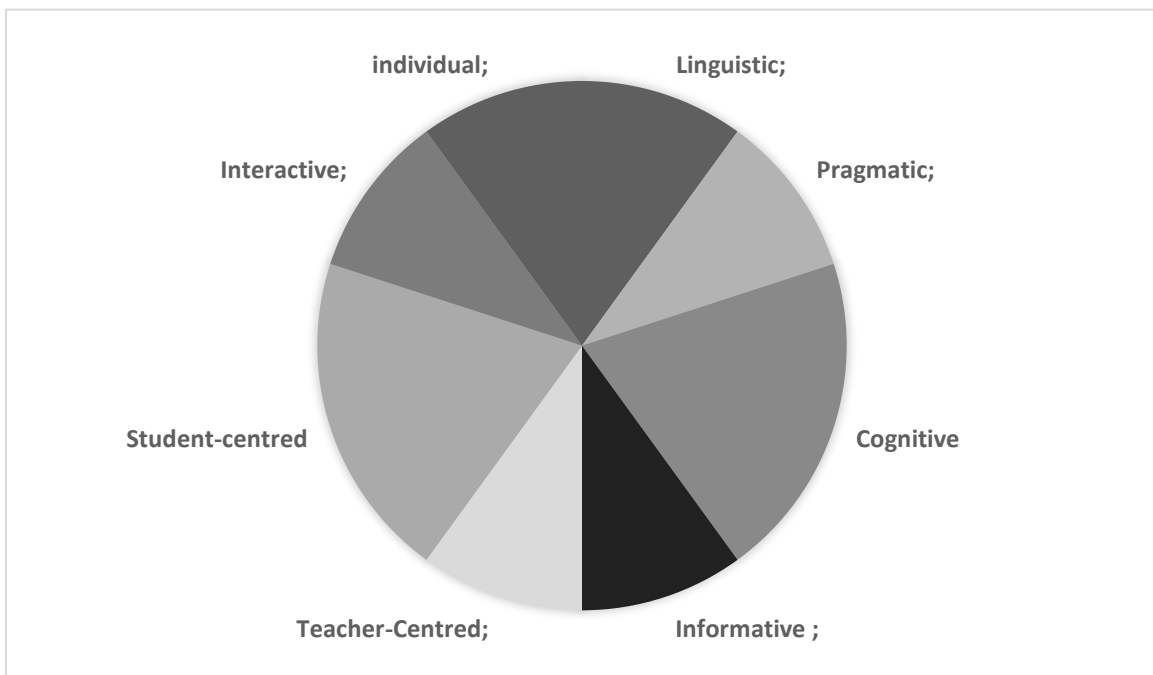 individual;
Linguistic;
Interactive;
Pragmatic;
Student-centred
Cognitive
Teacher-Centred;
Informative ;